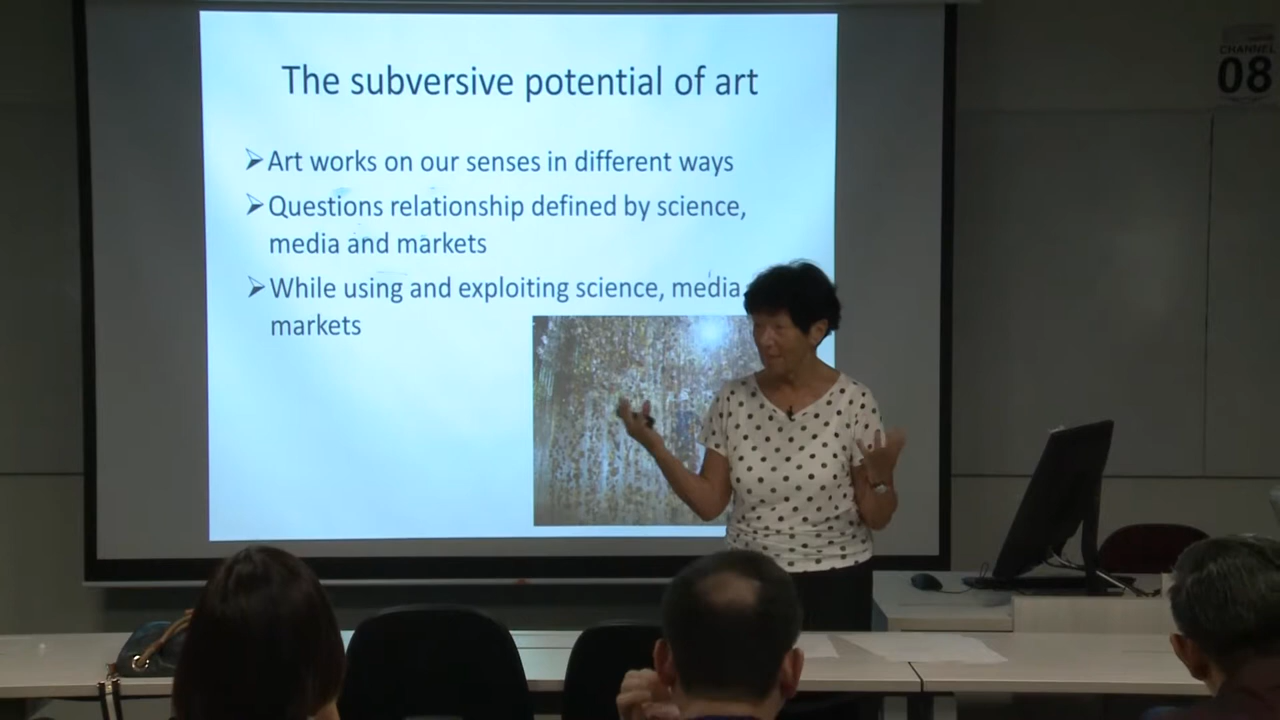 The subversive potential of art
➢Art works on our senses in different ways
➢Questions relationship defined by science,
media and markets
➢While using and exploiting science, media,
markets
CHANNEL
08